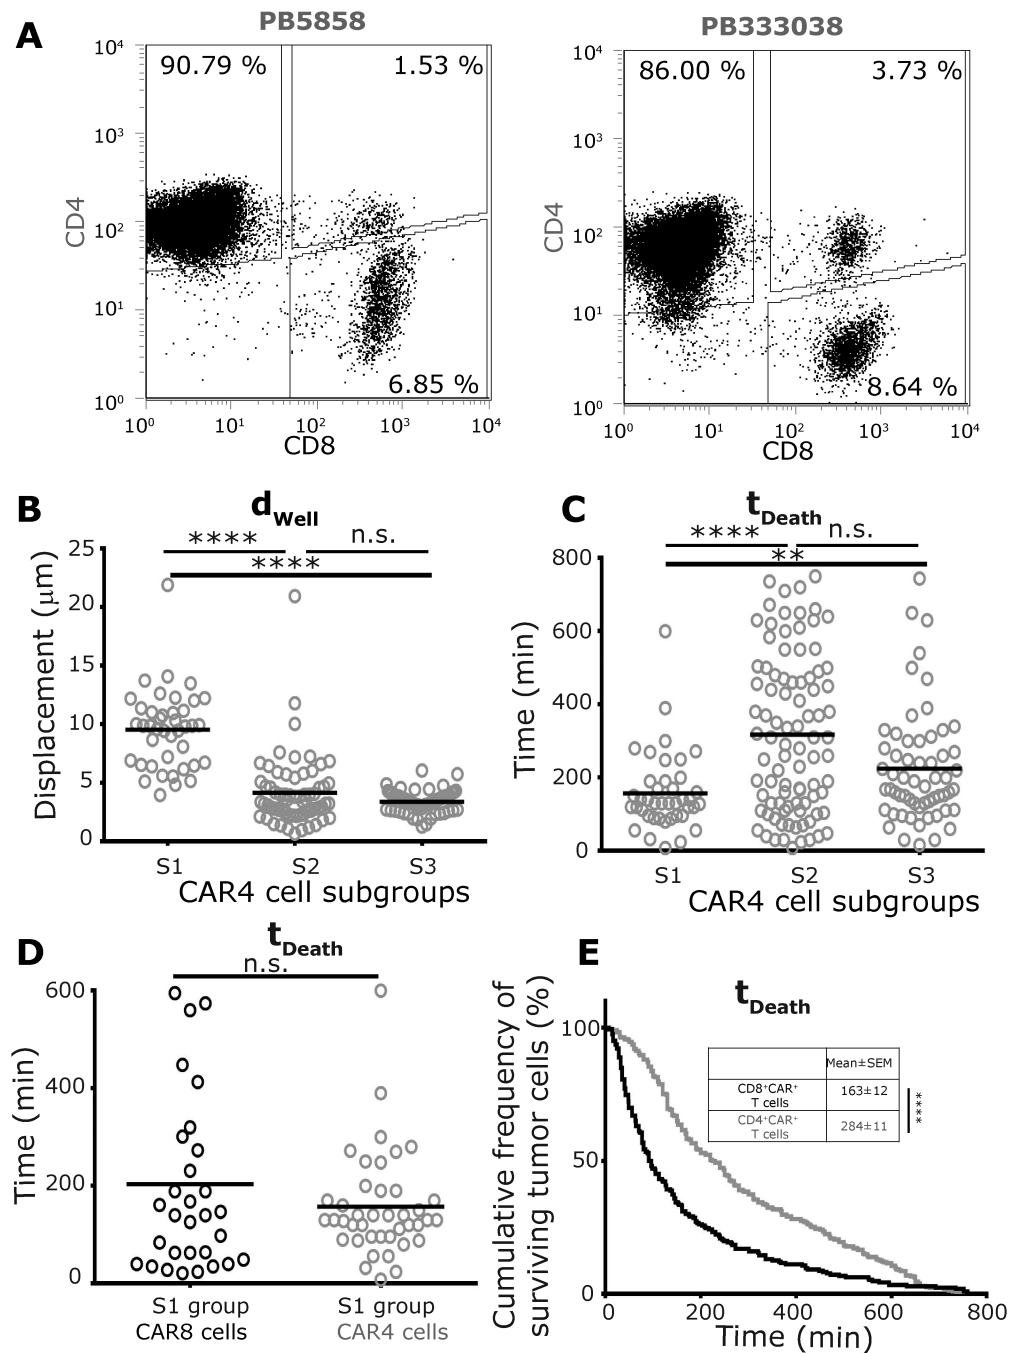 A
PB5858
90.79 %
1.53 %
6.85 %
CD4
10⁴
10³
10²
10¹
10⁰
10⁰ 10¹ 10² 10³ 10⁴
CD8
PB333038
86.00 %
3.73 %
8.64 %
CD4
10⁴
10³
10²
10¹
10⁰
10⁰ 10¹ 10² 10³ 10⁴
CD8
B
dWell
**** n.s.
****
Displacement (μm)
25
20
15
10
5
0
S1 S2 S3
CAR4 cell subgroups
C
tDeath
**** n.s.
**
Time (min)
800
600
400
200
0
S1 S2 S3
CAR4 cell subgroups
D
tDeath
n.s.
Time (min)
600
400
200
0
S1 group S1 group
CAR8 cells CAR4 cells
E
tDeath
Cumulative frequency of
surviving tumor cells (%)
100
50
0
Mean±SEM
CD8⁺CAR⁺
T cells
163±12
CD4⁺CAR⁺
T cells
284±11
****
0 200 400 600 800
Time (min)